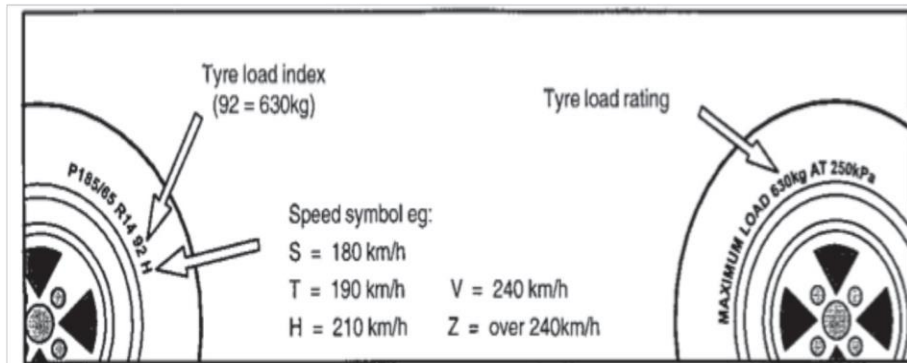 Tyre load index
(92 = 630kg)
Tyre load rating
P185/65 R14 92 H
MAXIMUM LOAD 630kg AT 250kPa
Speed symbol eg:
S = 180 km/h
T = 190 km/h V = 240 km/h
H = 210 km/h Z = over 240km/h